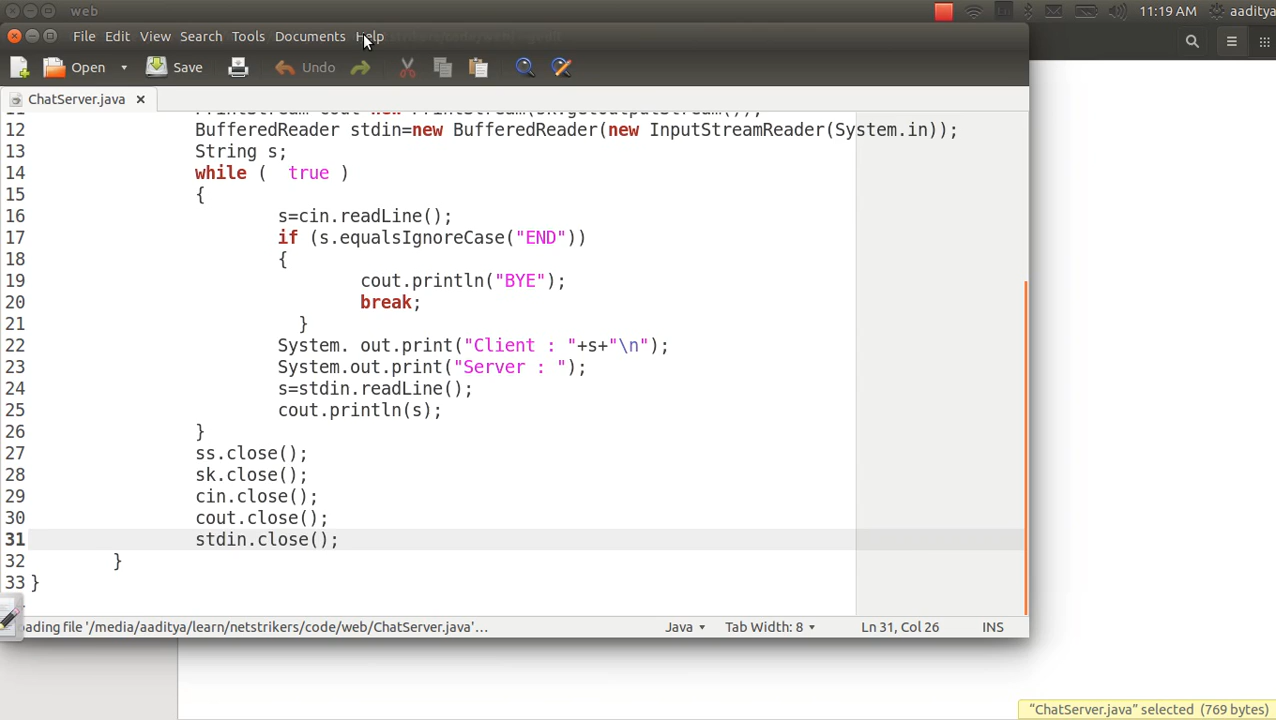 web
11:19 AM aaditya
File Edit View Search Tools Documents Help
Open Save Undo
ChatServer.java
12 BufferedReader stdin=new BufferedReader(new InputStreamReader(System.in));
13 String s;
14 while ( true )
15 {
16 s=cin.readLine();
17 if (s.equalsIgnoreCase("END"))
18 {
19 cout.println("BYE");
20 break;
21 }
22 System. out.print("Client : "+s+"\n");
23 System.out.print("Server : ");
24 s=stdin.readLine();
25 cout.println(s);
26 }
27 ss.close();
28 sk.close();
29 cin.close();
30 cout.close();
31 stdin.close();
32 }
33 }
ading file '/media/aaditya/learn/netstrikers/code/web/ChatServer.java'... Java Tab Width: 8 Ln 31, Col 26 INS
"ChatServer.java" selected (769 bytes)